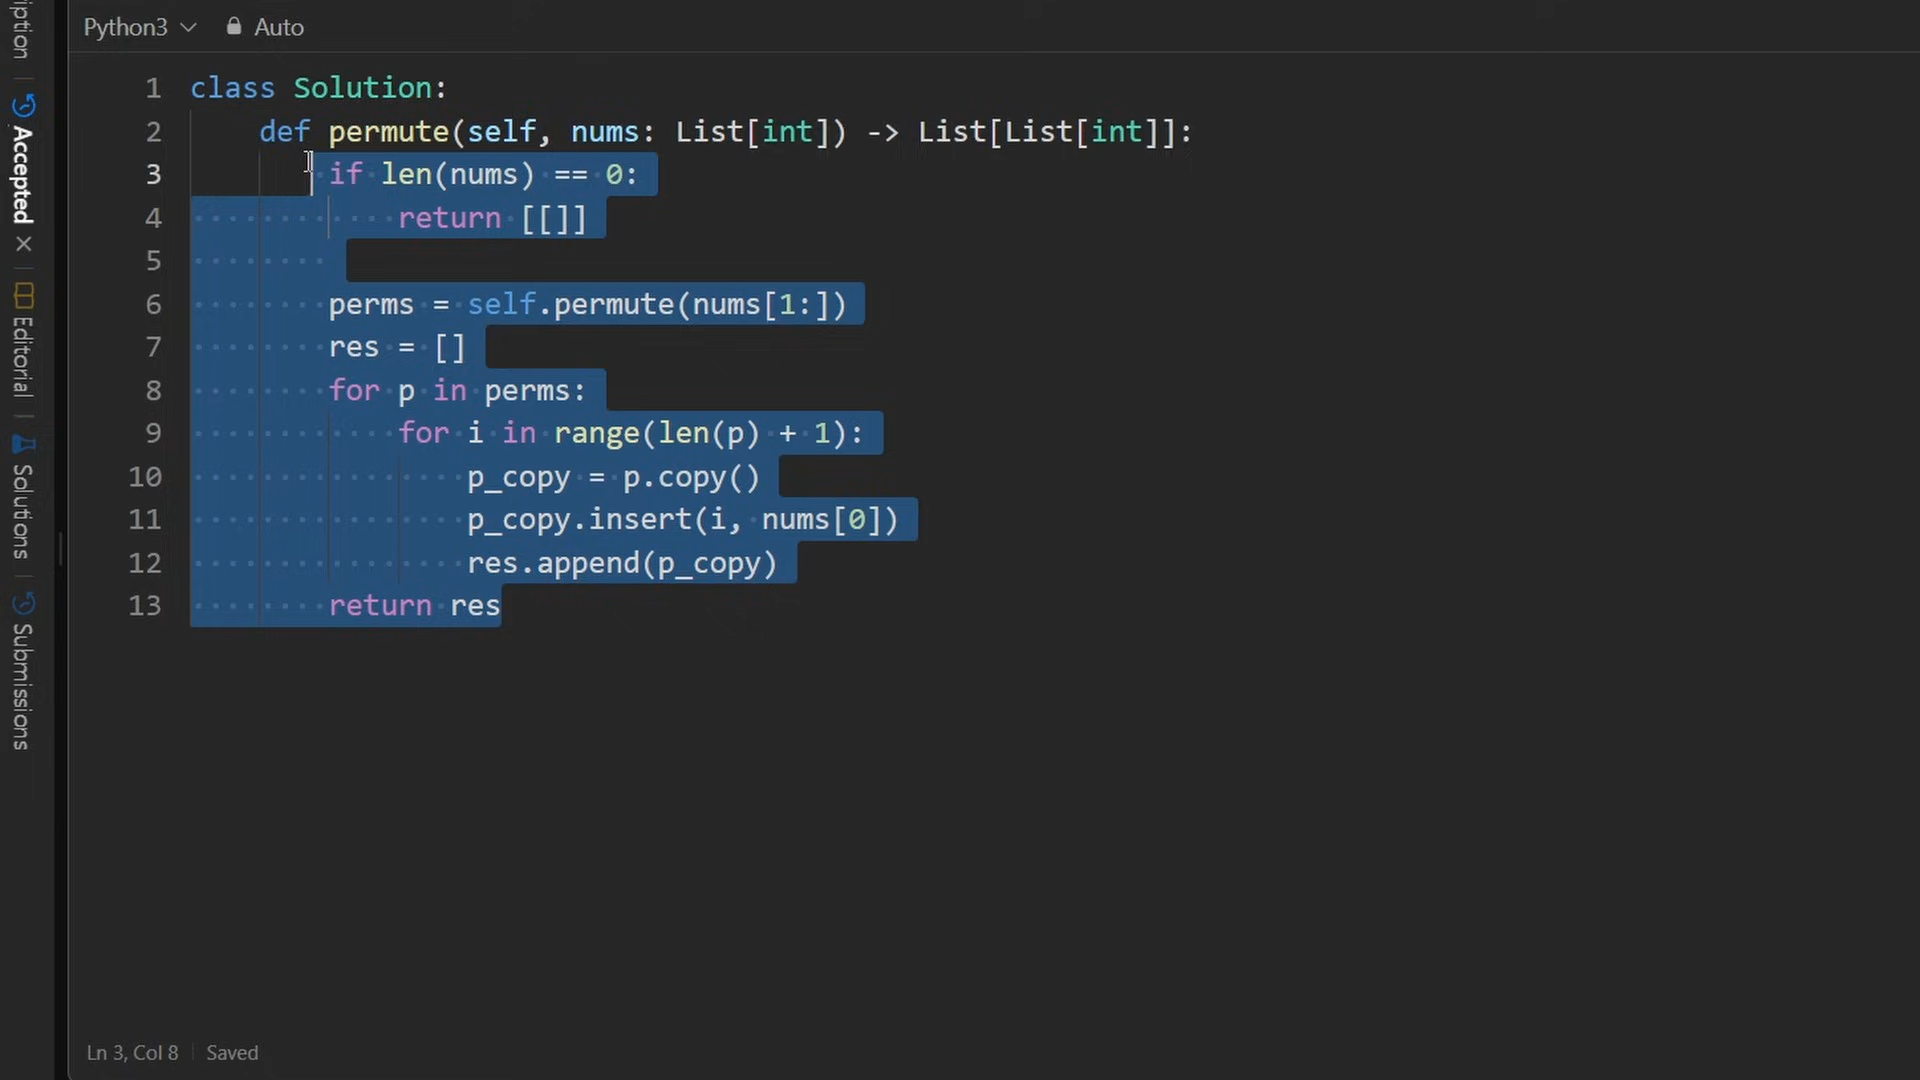 Python3 Auto
iption
Accepted
Editorial
Solutions
Submissions
1 class Solution:
2 def permute(self, nums: List[int]) -> List[List[int]]:
3 if len(nums) == 0:
4 return [[]]
5
6 perms = self.permute(nums[1:])
7 res = []
8 for p in perms:
9 for i in range(len(p) + 1):
10 p_copy = p.copy()
11 p_copy.insert(i, nums[0])
12 res.append(p_copy)
13 return res
Ln 3, Col 8 Saved